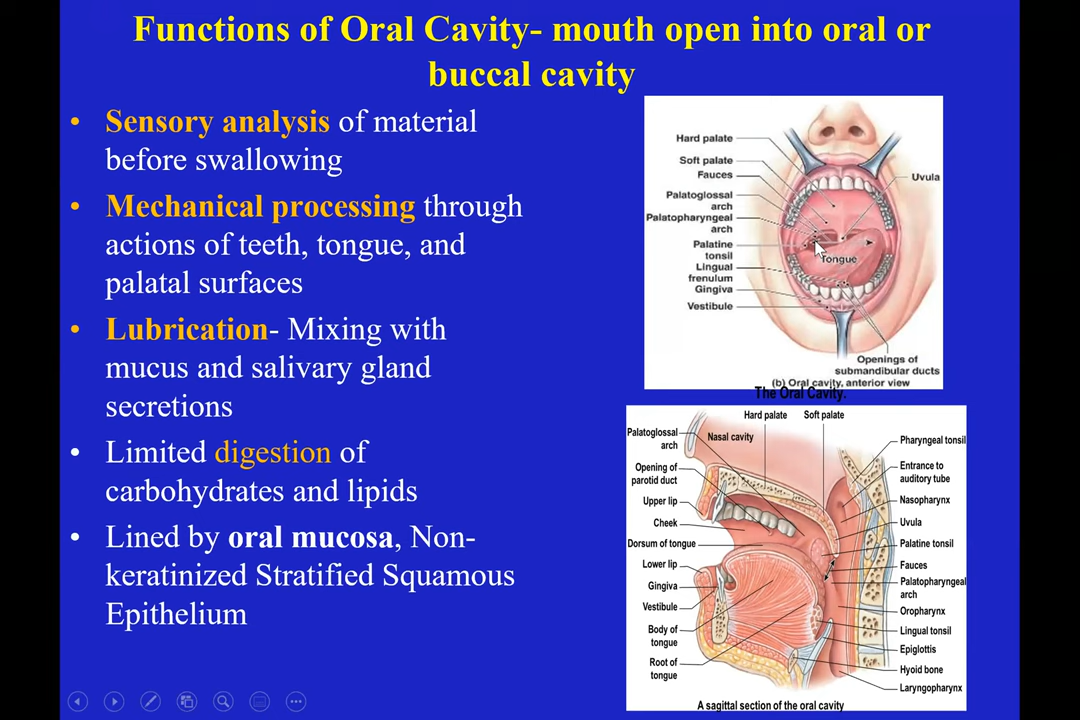 Functions of Oral Cavity- mouth open into oral or
buccal cavity
• Sensory analysis of material
before swallowing
• Mechanical processing through
actions of teeth, tongue, and
palatal surfaces
• Lubrication- Mixing with
mucus and salivary gland
secretions
• Limited digestion of
carbohydrates and lipids
• Lined by oral mucosa, Non-
keratinized Stratified Squamous
Epithelium
Hard palate
Soft palate
Fauces
Palatoglossal
arch
Palatopharyngeal
arch
Palatine
tonsil
Lingual
frenulum
Gingiva
Vestibule
Uvula
Tongue
Openings of
submandibular ducts
(b) Oral cavity, anterior view
The Oral Cavity.
Hard palate
Soft palate
Palatoglossal
arch
Nasal cavity
Opening of
parotid duct
Upper lip
Cheek
Dorsum of tongue
Lower lip
Gingiva
Vestibule
Body of
tongue
Root of
tongue
Pharyngeal tonsil
Entrance to
auditory tube
Nasopharynx
Uvula
Palatine tonsil
Fauces
Palatopharyngeal
arch
Oropharynx
Lingual tonsil
Epiglottis
Hyoid bone
Laryngopharynx
A sagittal section of the oral cavity